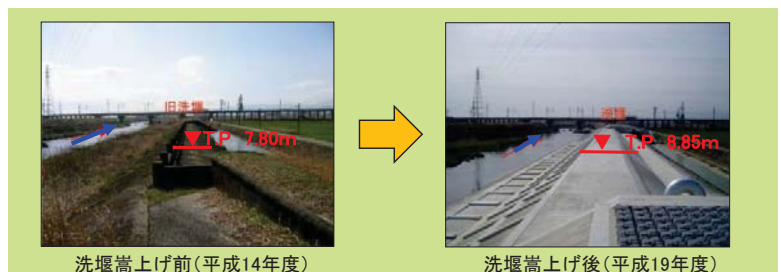 旧洗堰
T.P 7.80m
洗堰
T.P 8.85m
洗堰嵩上げ前(平成14年度)
洗堰嵩上げ後(平成19年度)